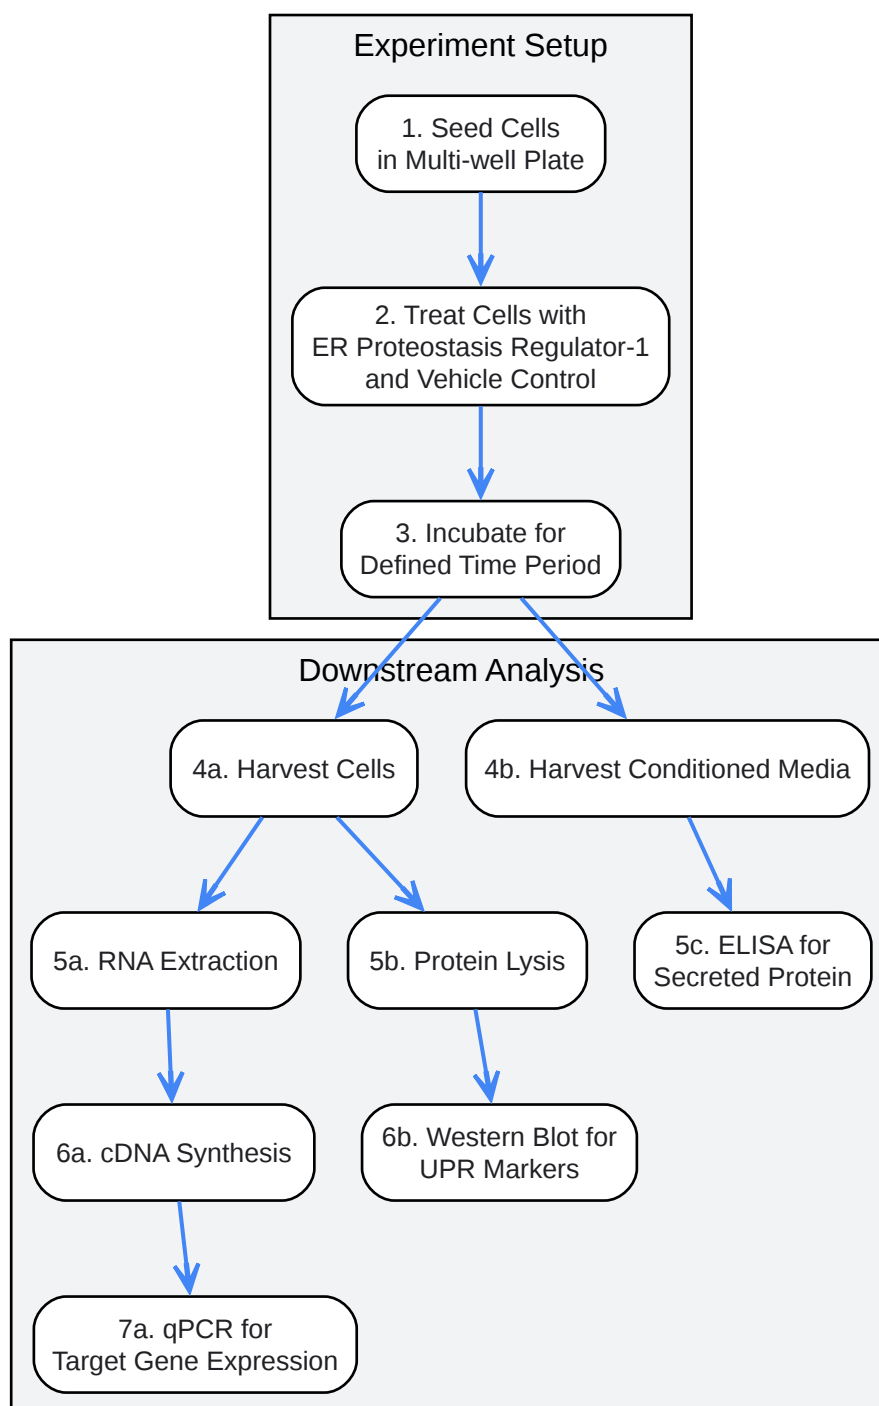 Experiment Setup
1. Seed Cells
in Multi-well Plate
2. Treat Cells with
ER Proteostasis Regulator-1
and Vehicle Control
3. Incubate for
Defined Time Period
Downstream Analysis
4a. Harvest Cells
4b. Harvest Conditioned Media
5a. RNA Extraction
5b. Protein Lysis
5c. ELISA for
Secreted Protein
6a. cDNA Synthesis
6b. Western Blot for
UPR Markers
7a. qPCR for
Target Gene Expression